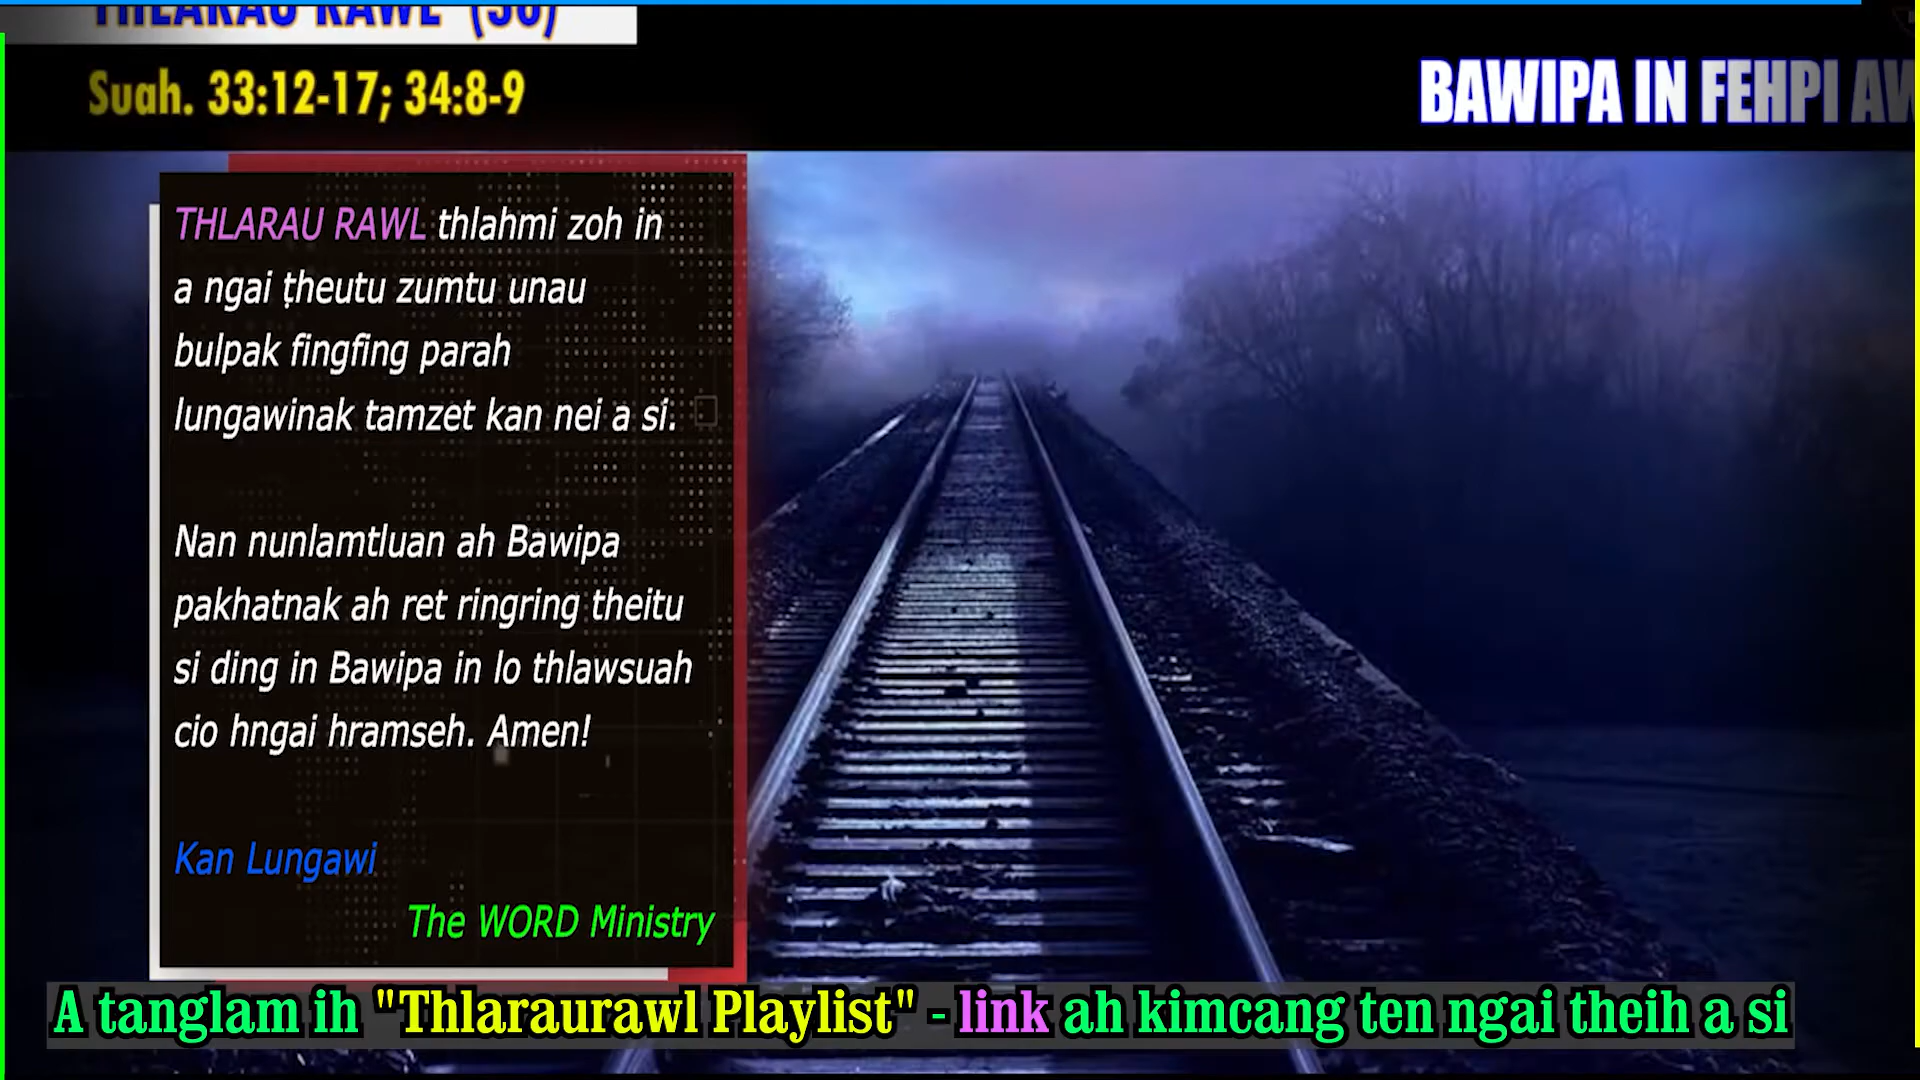 THLARAU RAWL (36)
Suah. 33:12-17; 34:8-9
BAWIPA IN FEHPI
THLARAU RAWL thlahmi zoh in
a ngai ṭheutu zumtu unau
bulpak fingfing parah
lungawinak tamzet kan nei a si.
Nan nunlamtluan ah Bawipa
pakhatnak ah ret ringring theitu
si ding in Bawipa in lo thlawsuah
cio hngai hramseh. Amen!
Kan Lungawi
The WORD Ministry
A tanglam ih "Thlaraurawl Playlist" - link ah kimcang ten ngai theih a si